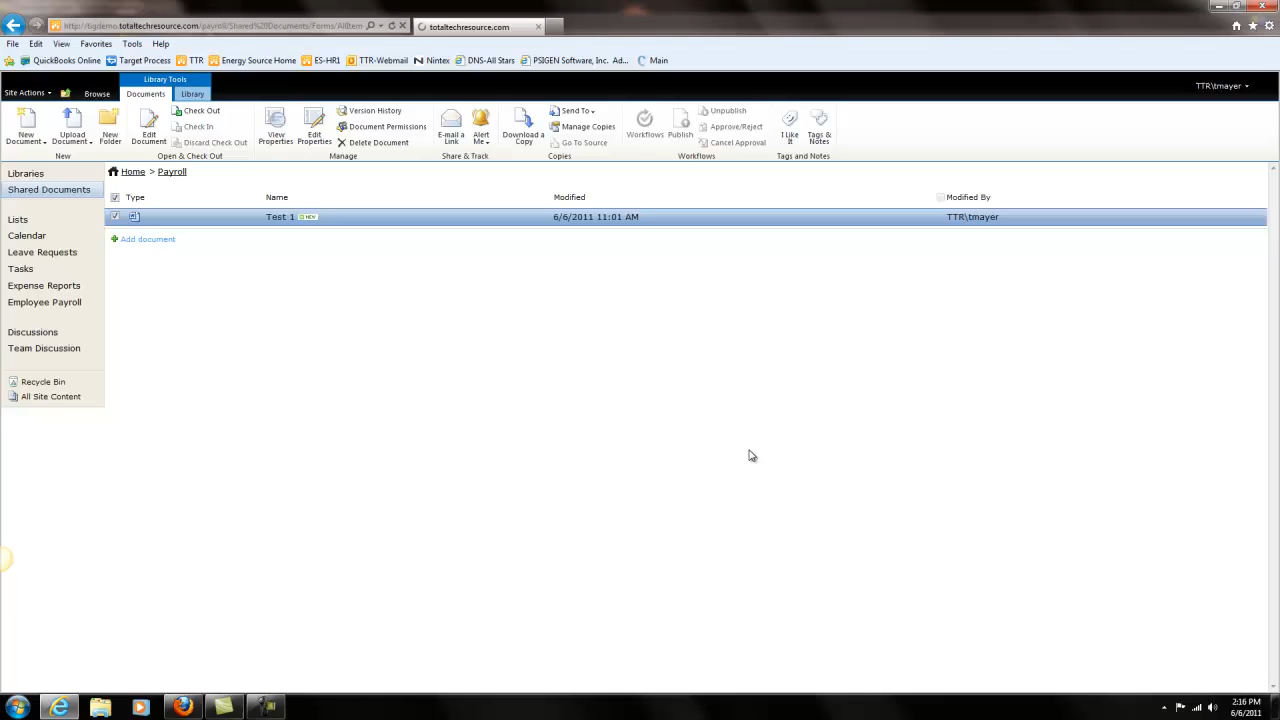 http://tigdemo.totaltechresource.com/payroll/Shared%20Documents/Forms/AllItem
totaltechresource.com
File Edit View Favorites Tools Help
QuickBooks Online Target Process TTR Energy Source Home ES-HR1 TTR-Webmail Nintex DNS-All Stars PSIGEN Software, Inc. Ad... Main
Library Tools
Site Actions Browse Documents Library TTR\tmayer
New Document
Upload Document
New Folder
New
Edit Document
Check Out
Check In
Discard Check Out
Open & Check Out
View Properties
Edit Properties
Version History
Document Permissions
Delete Document
Manage
E-mail a Link
Alert Me
Share & Track
Download a Copy
Send To
Manage Copies
Go To Source
Copies
Workflows
Publish
Unpublish
Approve/Reject
Cancel Approval
Workflows
I Like It
Tags & Notes
Tags and Notes
Home > Payroll
Libraries
Shared Documents
Lists
Calendar
Leave Requests
Tasks
Expense Reports
Employee Payroll
Discussions
Team Discussion
Recycle Bin
All Site Content
Type Name Modified Modified By
Test 1 NEW 6/6/2011 11:01 AM TTR\tmayer
Add document
2:16 PM
6/6/2011